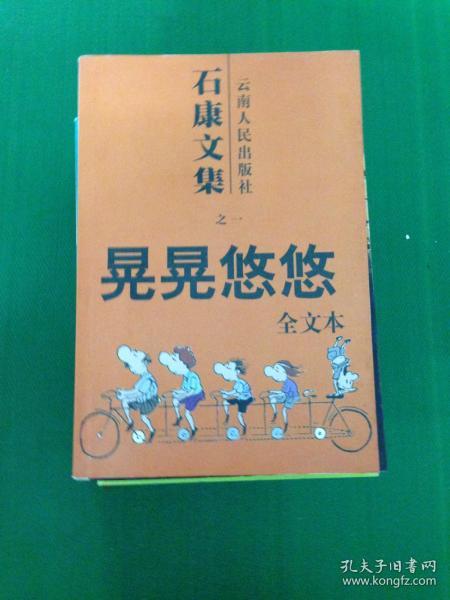 石康文集
云南人民出版社
之一
晃晃悠悠
全文本
孔夫子旧书网
www.kongfz.com